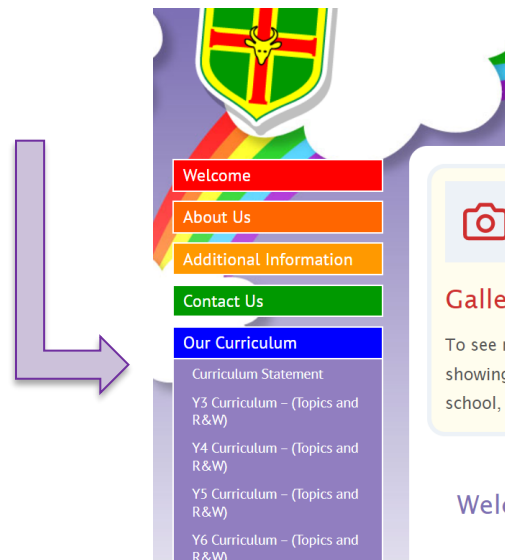 Welcome
About Us
Additional Information
Contact Us
Our Curriculum
Curriculum Statement
Y3 Curriculum – (Topics and
R&W)
Y4 Curriculum – (Topics and
R&W)
Y5 Curriculum – (Topics and
R&W)
Y6 Curriculum – (Topics and
R&W)
Galle
To see
showing
school,
Wel